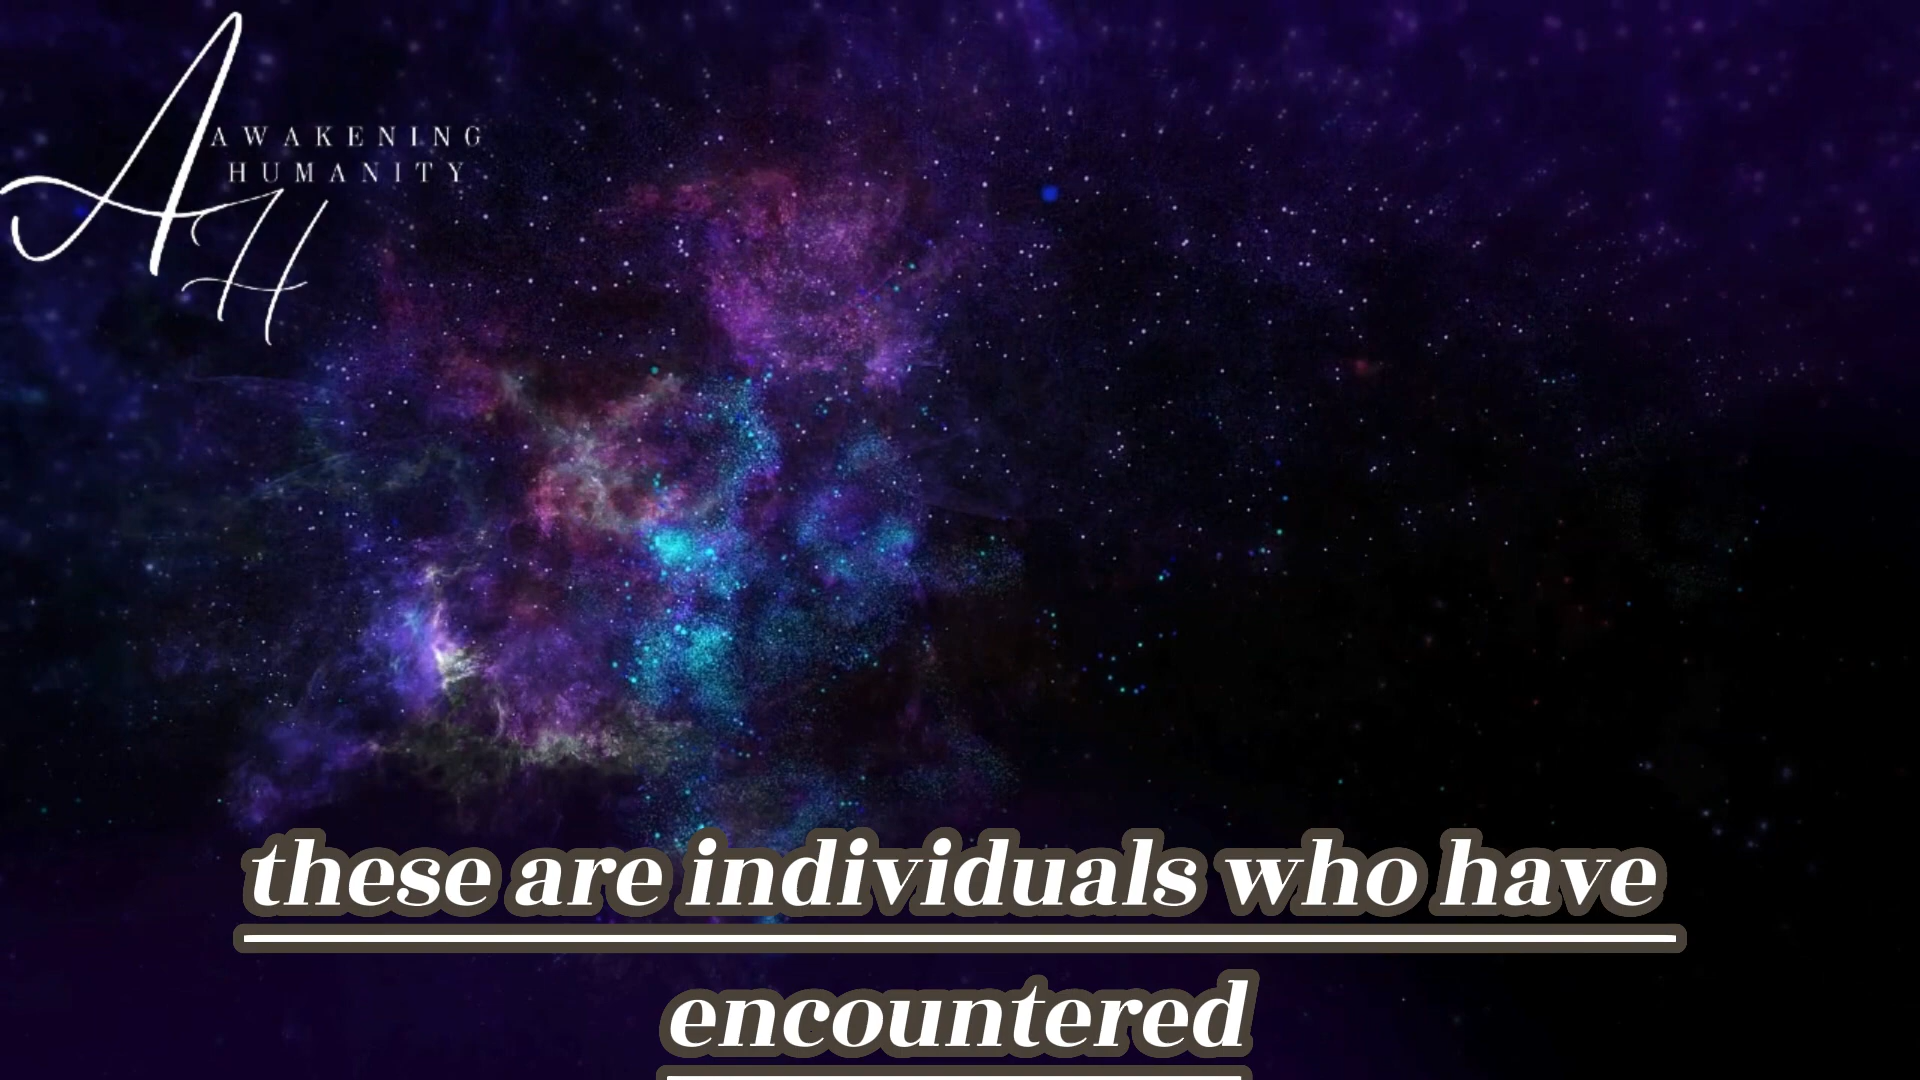 AWAKENING
HUMANITY
AH
these are individuals who have
encountered